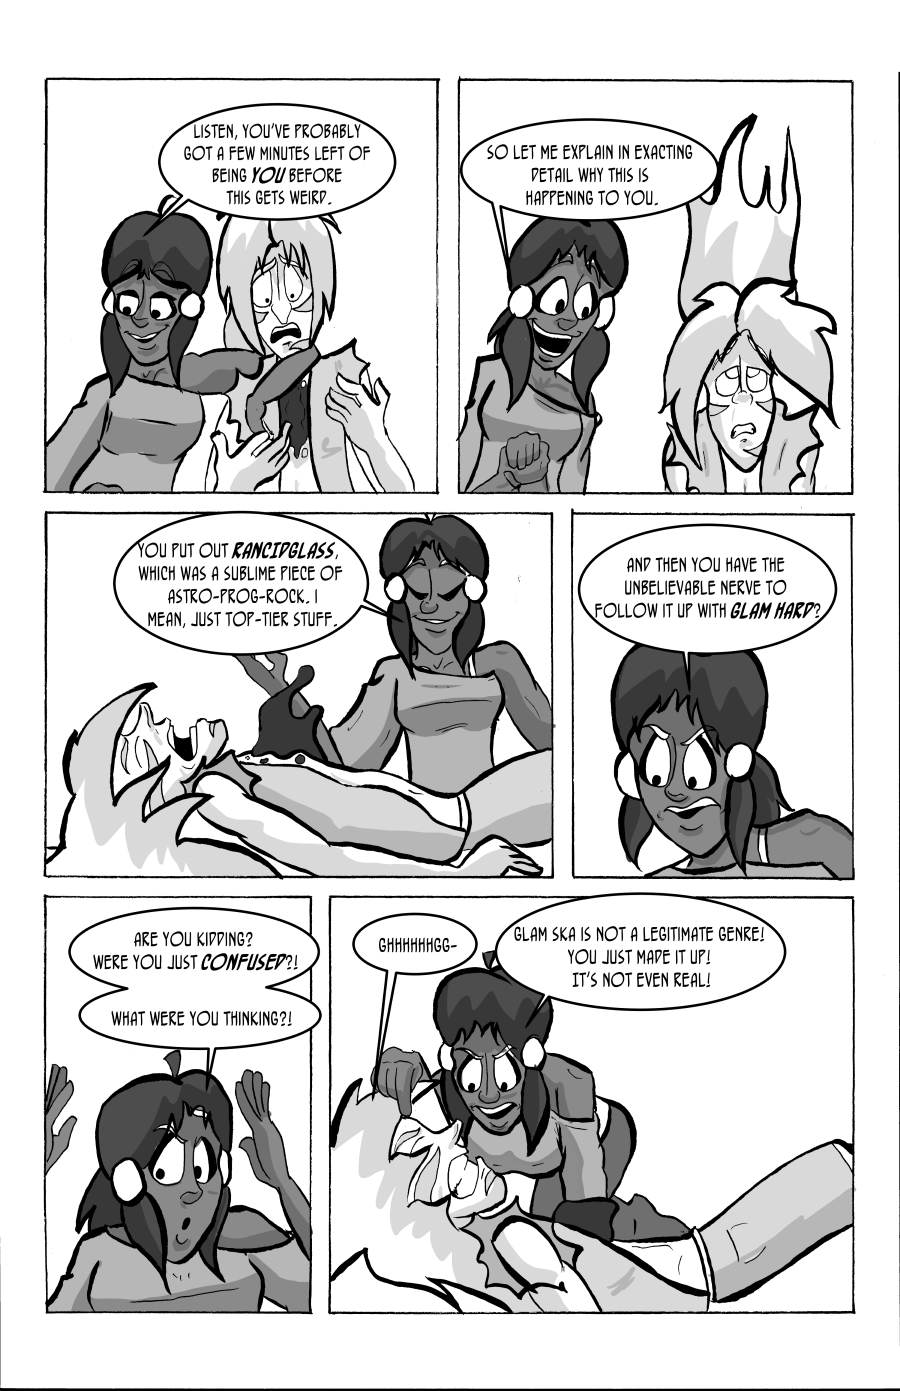 LISTEN, YOU'VE PROBABLY
GOT A FEW MINUTES LEFT OF
BEING YOU BEFORE
THIS GETS WEIRD.
SO LET ME EXPLAIN IN EXACTING
DETAIL WHY THIS IS
HAPPENING TO YOU.
YOU PUT OUT RANCIDGLASS,
WHICH WAS A SUBLIME PIECE OF
ASTRO-PROG-ROCK. I
MEAN, JUST TOP-TIER STUFF.
AND THEN YOU HAVE THE
UNBELIEVABLE NERVE TO
FOLLOW IT UP WITH GLAM HARD?
ARE YOU KIDDING?
WERE YOU JUST CONFUSED?!
WHAT WERE YOU THINKING?!
GHHHHHHGG-
GLAM SKA IS NOT A LEGITIMATE GENRE!
YOU JUST MADE IT UP!
IT'S NOT EVEN REAL!